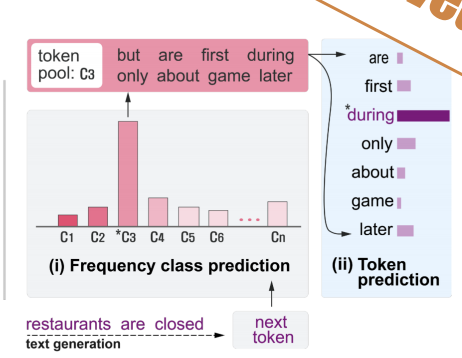 token pool: C3
but are first during
only about game later
C1 C2 *C3 C4 C5 C6 ... Cn
(i) Frequency class prediction
are
first
*during
only
about
game
later
(ii) Token
prediction
restaurants are closed
text generation
next
token